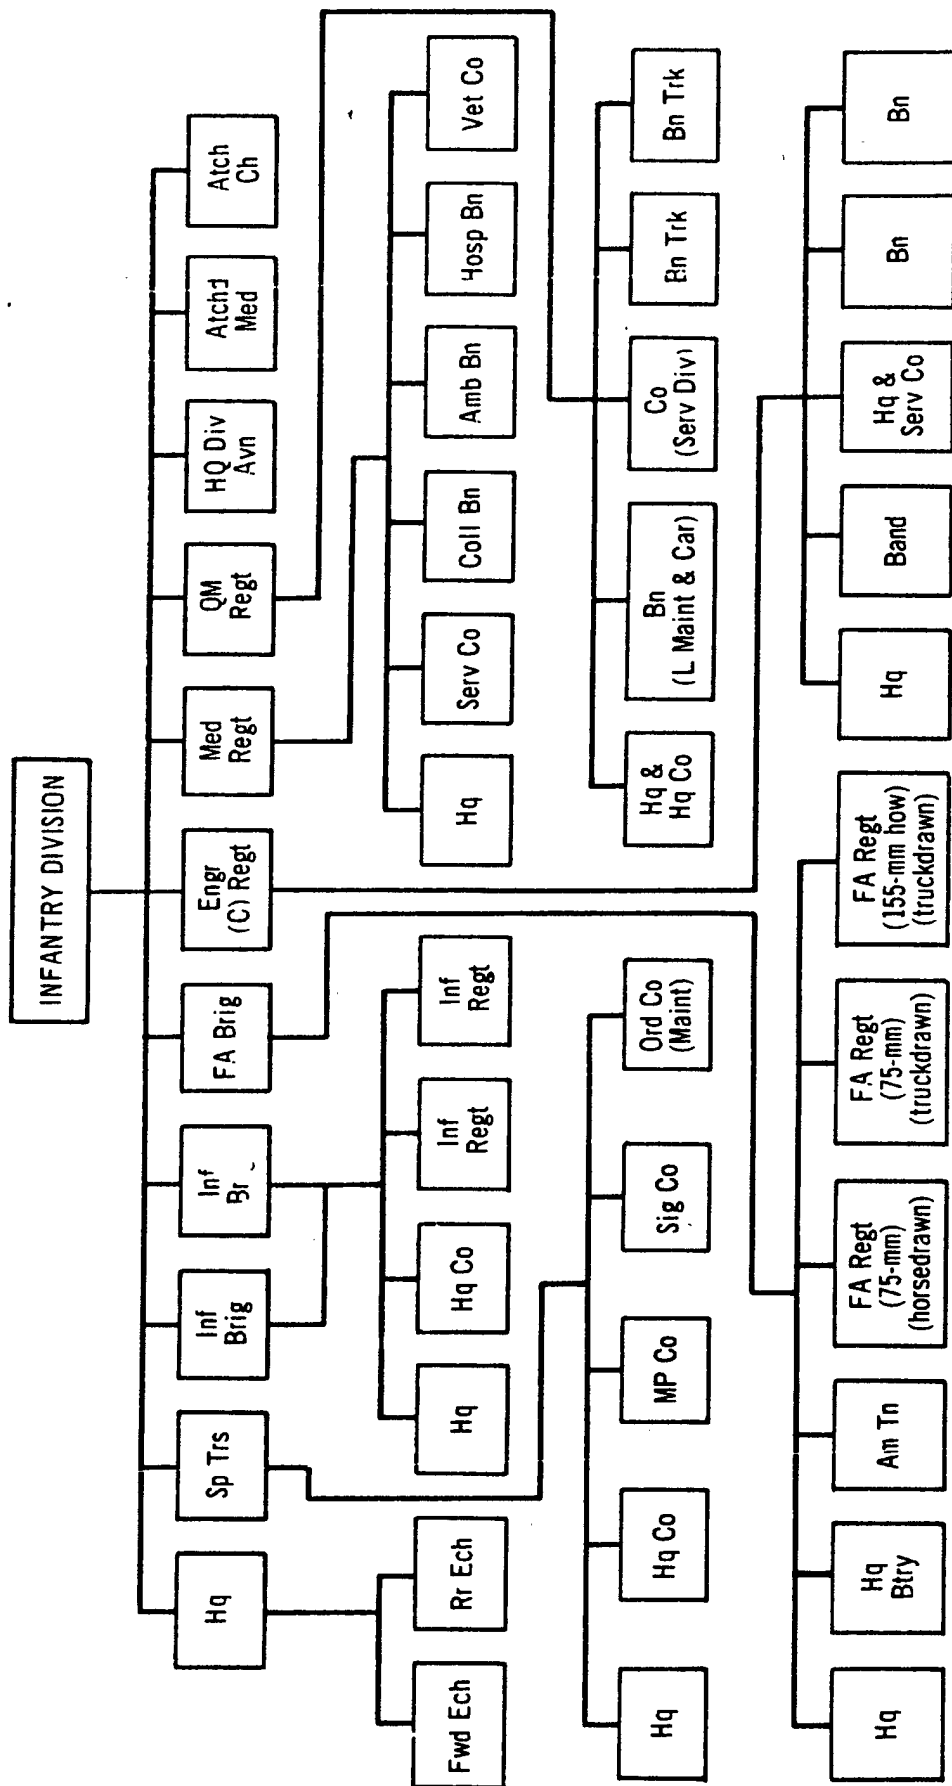 INFANTRY DIVISION
Hq
Sp Trs
Inf
Brig
Inf
Br
FA Brig
Engr
(C) Regt
Med
Regt
QM
Regt
HQ Div
Avn
Atchd
Med
Atch
Ch
Fwd Ech
Rr Ech
Hq
Hq Co
Inf
Regt
Inf
Regt
Hq
Serv Co
Coll Bn
Amb Bn
Hosp Bn
Vet Co
Hq
Hq Co
MP Co
Sig Co
Ord Co
(Maint)
Hq &
Hq Co
Bn
(L Maint & Car)
Co
(Serv Div)
Bn Trk
Bn Trk
Hq
Hq
Btry
Am Tn
FA Regt
(75-mm)
(horsedrawn)
FA Regt
(75-mm)
(truckdrawn)
FA Regt
(155-mm how)
(truckdrawn)
Hq
Band
Hq &
Serv Co
Bn
Bn